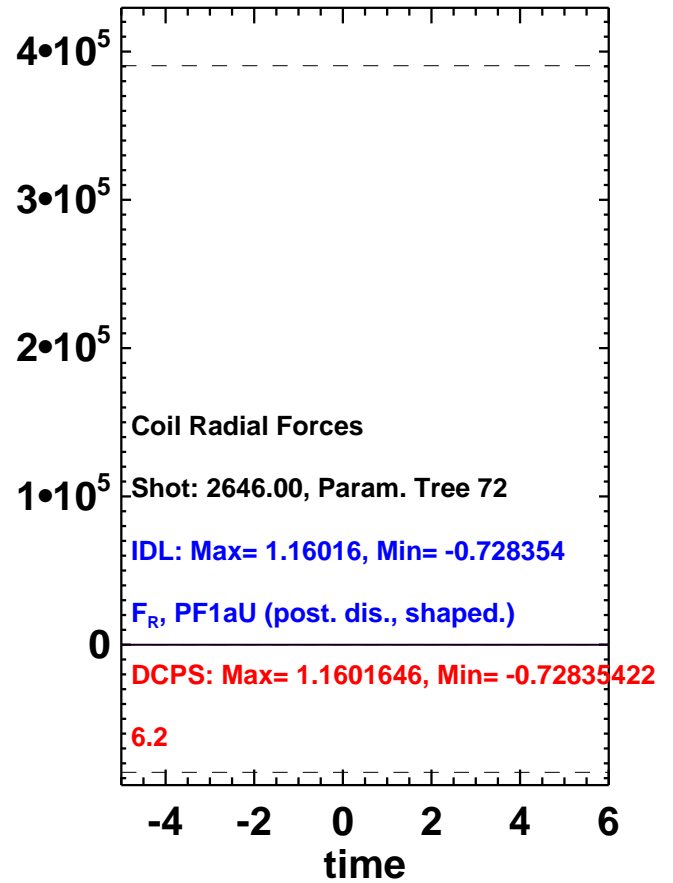 4•10⁵
3•10⁵
2•10⁵
Coil Radial Forces
1•10⁵
Shot: 2646.00, Param. Tree 72
IDL: Max= 1.16016, Min= -0.728354
F_R, PF1aU (post. dis., shaped.)
0
DCPS: Max= 1.1601646, Min= -0.72835422
6.2
-4 -2 0 2 4 6
time